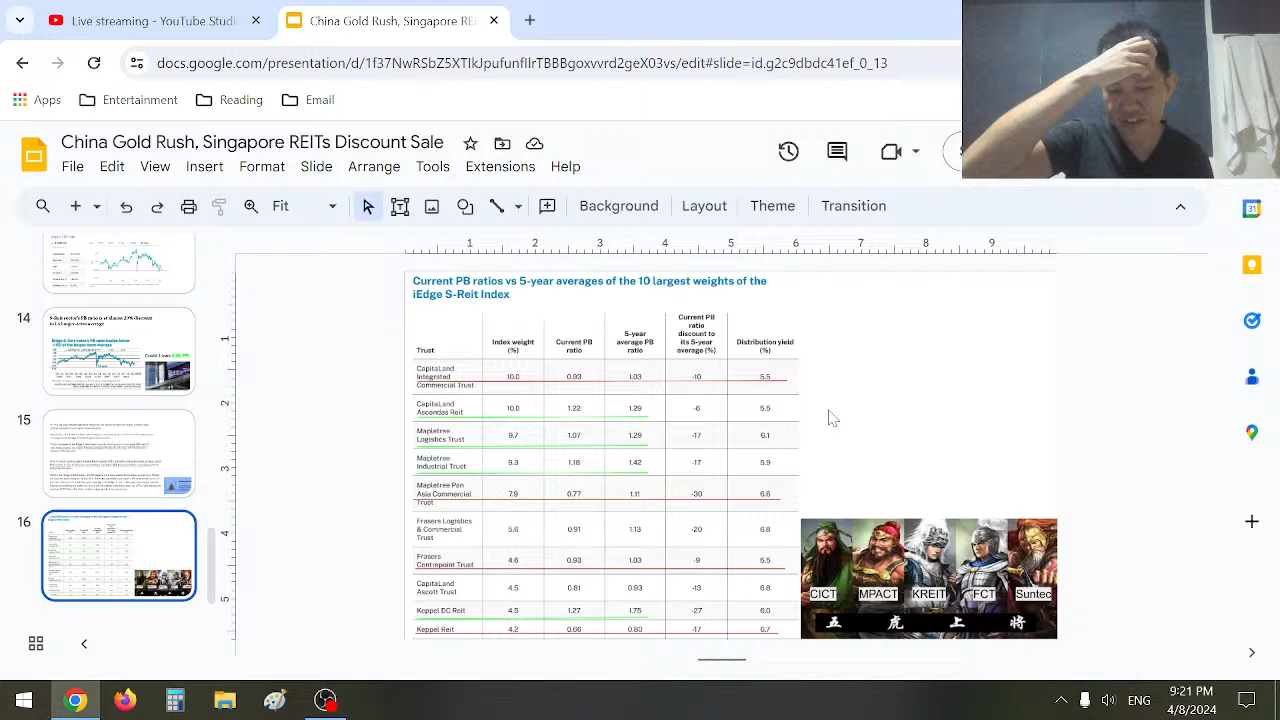 Live streaming - YouTube Studi
China Gold Rush, Singapore REI
docs.google.com/presentation/d/1f37NwRSbZ5XTlkJpufunflIrTBBBgoxvvrd2geX03vs/edit#slide=id.g2c9dbdc41ef_0_13
Apps Entertainment Reading Email
China Gold Rush, Singapore REITs Discount Sale
File Edit View Insert Format Slide Arrange Tools Extensions Help
Fit Background Layout Theme Transition
1 2 3 4 5 6 7 8 9
14
15
16
Current PB ratios vs 5-year averages of the 10 largest weights of the
iEdge S-Reit Index
Trust Index weight (%) Current PB ratio 5-year average PB ratio Current PB ratio discount to its 5-year average (%) Distribution yield (%)
CapitaLand Integrated Commercial Trust 10.0 0.93 1.03 -10 5.5
CapitaLand Ascendas Reit 10.0 1.22 1.29 -6 5.5
Mapletree Logistics Trust 9.7 1.07 1.29 -17 6.1
Mapletree Industrial Trust 9.3 1.18 1.42 -17 5.9
Mapletree Pan Asia Commercial Trust 7.9 0.77 1.11 -30 6.6
Frasers Logistics & Commercial Trust 5.8 0.91 1.13 -20 6.8
Frasers Centrepoint Trust 4.6 0.93 1.03 -9 5.5
CapitaLand Ascott Trust 4.5 0.81 0.93 -13 6.8
Keppel DC Reit 4.5 1.27 1.75 -27 6.0
Keppel Reit 4.2 0.66 0.80 -17 6.7
CICT MPACT KREIT FCT Suntec
五 虎 上 将
ENG
9:21 PM
4/8/2024